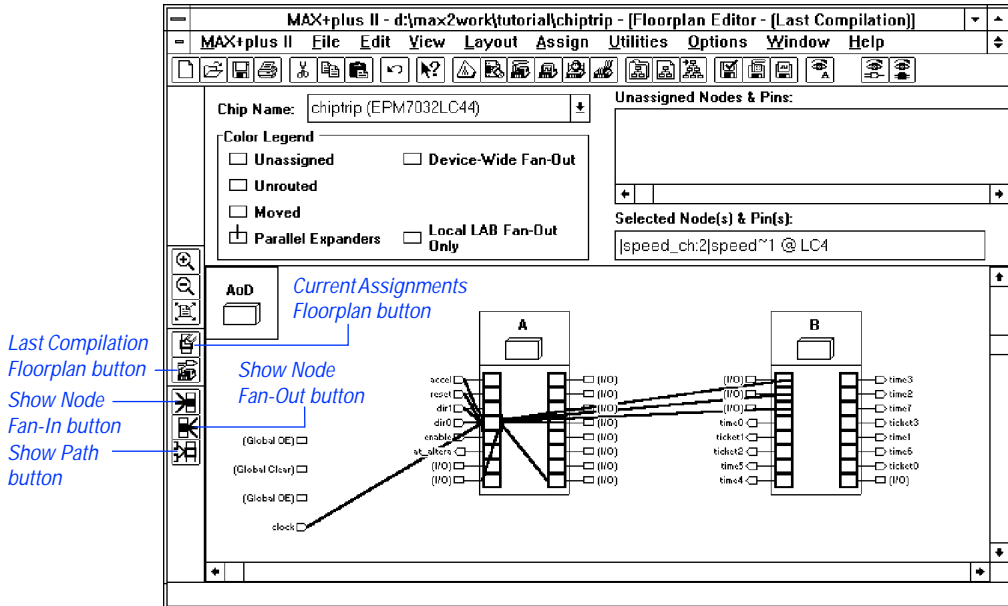 MAX+plus II - d:\max2work\tutorial\chiptrip - [Floorplan Editor - (Last Compilation)]
MAX+plus II File Edit View Layout Assign Utilities Options Window Help
Chip Name: chiptrip (EPM7032LC44)
Unassigned Nodes & Pins:
Color Legend
Unassigned
Device-Wide Fan-Out
Unrouted
Moved
Parallel Expanders
Local LAB Fan-Out
Only
Selected Node(s) & Pin(s):
|speed_ch:2|speed~1 @ LC4
AoD
Current Assignments
Floorplan button
Last Compilation
Floorplan button
Show Node
Fan-In button
Show Path
button
Show Node
Fan-Out button
(Global OE)
(Global Clear)
(Global OE)
clock
A
accel
reset
dir1
dir0
enable
at_altera
(I/O)
(I/O)
(I/O)
(I/O)
(I/O)
(I/O)
(I/O)
(I/O)
(I/O)
(I/O)
B
(I/O)
(I/O)
(I/O)
time0
ticket1
ticket2
time5
time4
time3
time2
time7
ticket3
time1
time6
ticket0
(I/O)